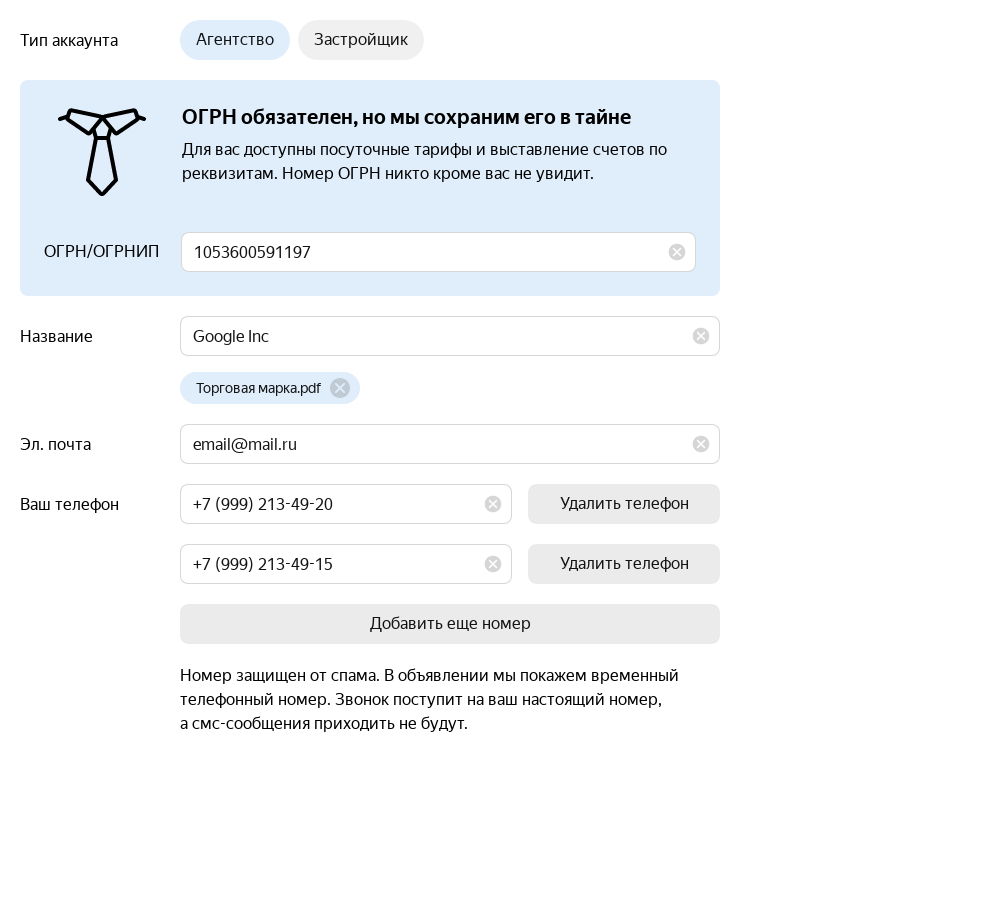 Тип аккаунта Агентство Застройщик
ОГРН обязателен, но мы сохраним его в тайне
Для вас доступны посуточные тарифы и выставление счетов по
реквизитам. Номер ОГРН никто кроме вас не увидит.
ОГРН/ОГРНИП 1053600591197
Название Google Inc
Торговая марка.pdf
Эл. почта email@mail.ru
Ваш телефон +7 (999) 213-49-20 Удалить телефон
+7 (999) 213-49-15 Удалить телефон
Добавить еще номер
Номер защищен от спама. В объявлении мы покажем временный
телефонный номер. Звонок поступит на ваш настоящий номер,
а смс-сообщения приходить не будут.